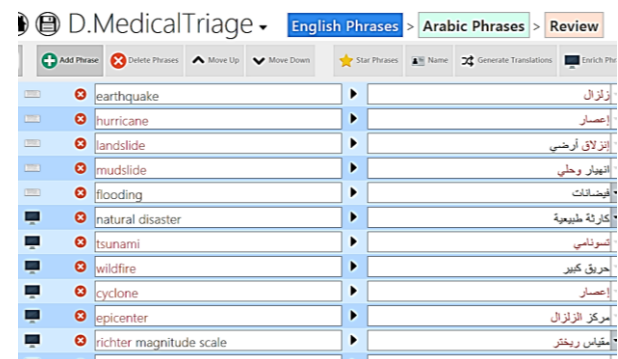 D.MedicalTriage English Phrases > Arabic Phrases > Review
Add Phrase Delete Phrases Move Up Move Down Star Phrases Name Generate Translations Enrich Phr
earthquake زلزال
hurricane إعصار
landslide إنزلاق أرضي
mudslide انهيار وحلي
flooding فيضانات
natural disaster كارثة طبيعية
tsunami تسونامي
wildfire حريق كبير
cyclone إعصار
epicenter مركز الزلزال
richter magnitude scale مقياس ريختر